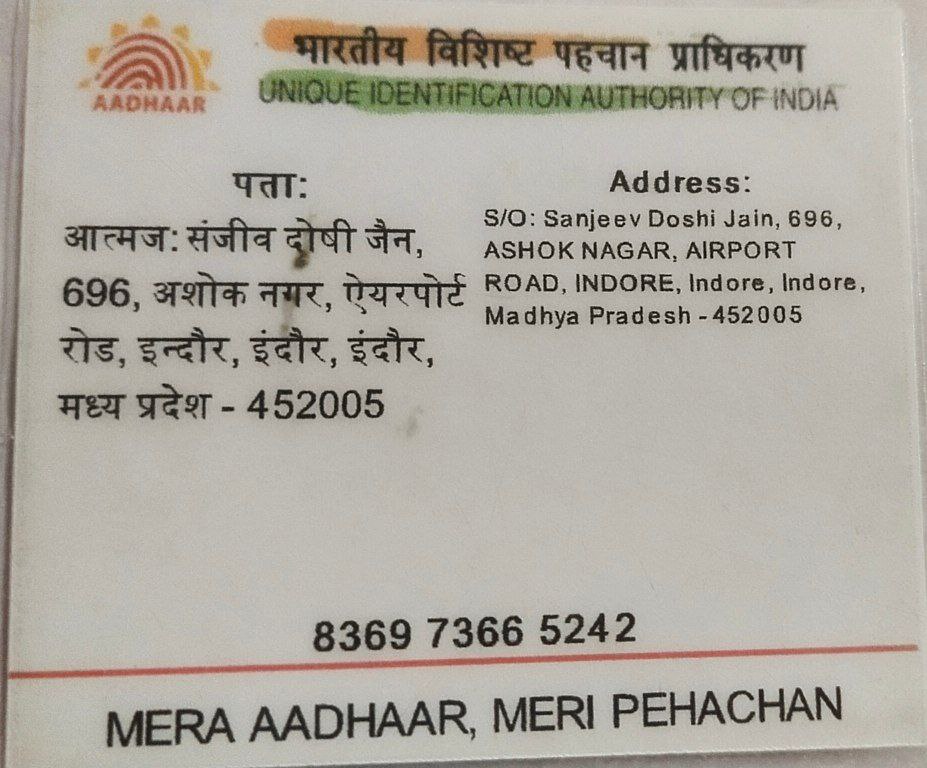 AADHAAR
भारतीय विशिष्ट पहचान प्राधिकरण
UNIQUE IDENTIFICATION AUTHORITY OF INDIA
पता:
आत्मज: संजीव दोषी जैन,
696, अशोक नगर, ऐयरपोर्ट
रोड, इन्दौर, इंदौर, इंदौर,
मध्य प्रदेश - 452005
Address:
S/O: Sanjeev Doshi Jain, 696,
ASHOK NAGAR, AIRPORT
ROAD, INDORE, Indore, Indore,
Madhya Pradesh - 452005
8369 7366 5242
MERA AADHAAR, MERI PEHACHAN